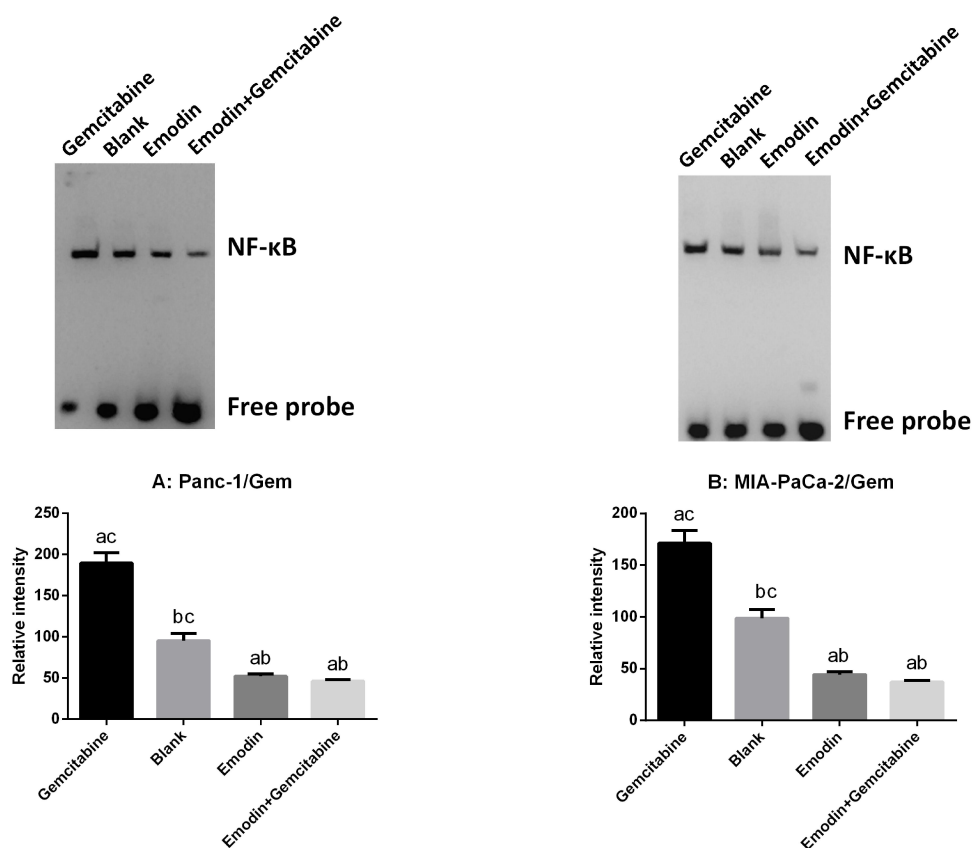 Gemcitabine
Blank
Emodin
Emodin+Gemcitabine
NF-κB
Free probe
Gemcitabine
Blank
Emodin
Emodin+Gemcitabine
NF-κB
Free probe
A: Panc-1/Gem
Relative intensity
250
200
150
100
50
0
ac
bc
ab
ab
Gemcitabine
Blank
Emodin
Emodin+Gemcitabine
B: MIA-PaCa-2/Gem
Relative intensity
200
150
100
50
0
ac
bc
ab
ab
Gemcitabine
Blank
Emodin
Emodin+Gemcitabine